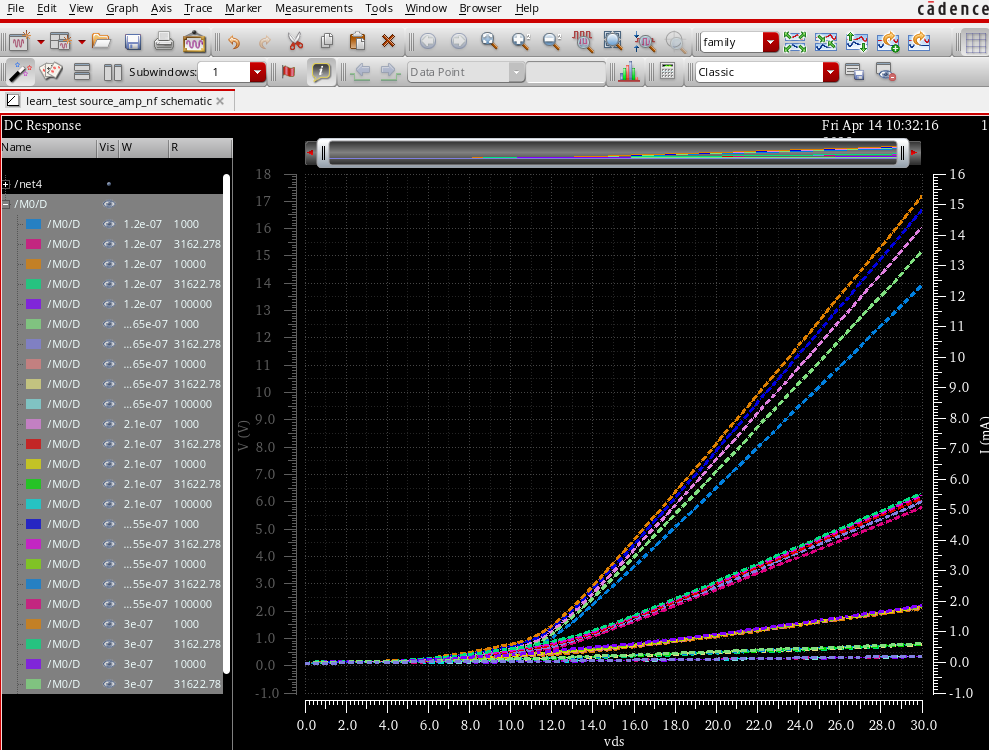 File Edit View Graph Axis Trace Marker Measurements Tools Window Browser Help
cādence
family
Subwindows: 1
Data Point
Classic
learn_test source_amp_nf schematic
DC Response
Fri Apr 14 10:32:16 1
Name Vis W R
/net4
/M0/D
/M0/D 1.2e-07 1000
/M0/D 1.2e-07 3162.278
/M0/D 1.2e-07 10000
/M0/D 1.2e-07 31622.78
/M0/D 1.2e-07 100000
/M0/D ...65e-07 1000
/M0/D ...65e-07 3162.278
/M0/D ...65e-07 10000
/M0/D ...65e-07 31622.78
/M0/D ...65e-07 100000
/M0/D 2.1e-07 1000
/M0/D 2.1e-07 3162.278
/M0/D 2.1e-07 10000
/M0/D 2.1e-07 31622.78
/M0/D 2.1e-07 100000
/M0/D ...55e-07 1000
/M0/D ...55e-07 3162.278
/M0/D ...55e-07 10000
/M0/D ...55e-07 31622.78
/M0/D ...55e-07 100000
/M0/D 3e-07 1000
/M0/D 3e-07 3162.278
/M0/D 3e-07 10000
/M0/D 3e-07 31622.78
V (V)
18
17
16
15
14
13
12
11
10
9.0
8.0
7.0
6.0
5.0
4.0
3.0
2.0
1.0
0.0
-1.0
16
15
14
13
12
11
10
9.0
8.0
7.0
6.0
5.0
4.0
3.0
2.0
1.0
0.0
-1.0
I (mA)
0.0 2.0 4.0 6.0 8.0 10.0 12.0 14.0 16.0 18.0 20.0 22.0 24.0 26.0 28.0 30.0
vds